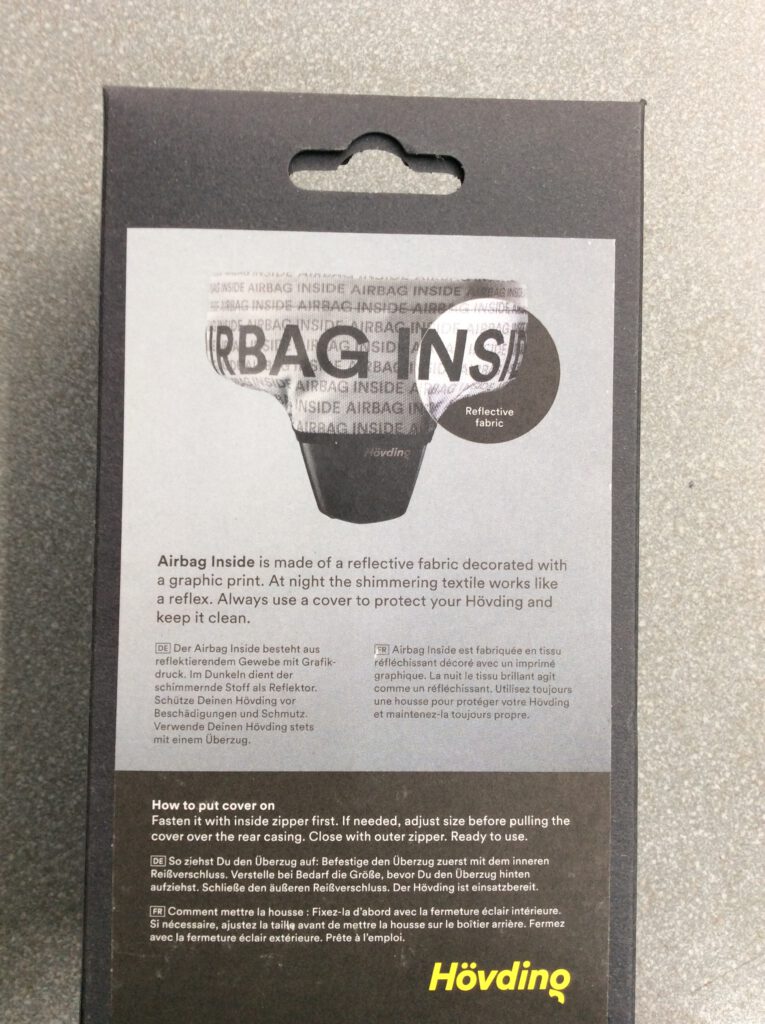 INSIDE AIRBAG INSIDE AIRBAG INSIDE
AIRBAG INSIDE AIRBAG INSIDE AIRBAG
AIRBAG INSIDE
INSIDE AIRBAG INSIDE AIRBAG
Reflective
fabric
Hövding
Airbag Inside is made of a reflective fabric decorated with
a graphic print. At night the shimmering textile works like
a reflex. Always use a cover to protect your Hövding and
keep it clean.
DE Der Airbag Inside besteht aus
reflektierendem Gewebe mit Grafik-
druck. Im Dunkeln dient der
schimmernde Stoff als Reflektor.
Schütze Deinen Hövding vor
Beschädigungen und Schmutz.
Verwende Deinen Hövding stets
mit einem Überzug.
FR Airbag Inside est fabriquée en tissu
réfléchissant décoré avec un imprimé
graphique. La nuit le tissu brillant agit
comme un réfléchissant. Utilisez toujours
une housse pour protéger votre Hövding
et maintenez-la toujours propre.
How to put cover on
Fasten it with inside zipper first. If needed, adjust size before pulling the
cover over the rear casing. Close with outer zipper. Ready to use.
DE So ziehst Du den Überzug auf: Befestige den Überzug zuerst mit dem inneren
Reißverschluss. Verstelle bei Bedarf die Größe, bevor Du den Überzug hinten
aufziehst. Schließe den äußeren Reißverschluss. Der Hövding ist einsatzbereit.
FR Comment mettre la housse : Fixez-la d'abord avec la fermeture éclair intérieure.
Si nécessaire, ajustez la taille avant de mettre la housse sur le boîtier arrière. Fermez
avec la fermeture éclair extérieure. Prête à l'emploi.
Hövding